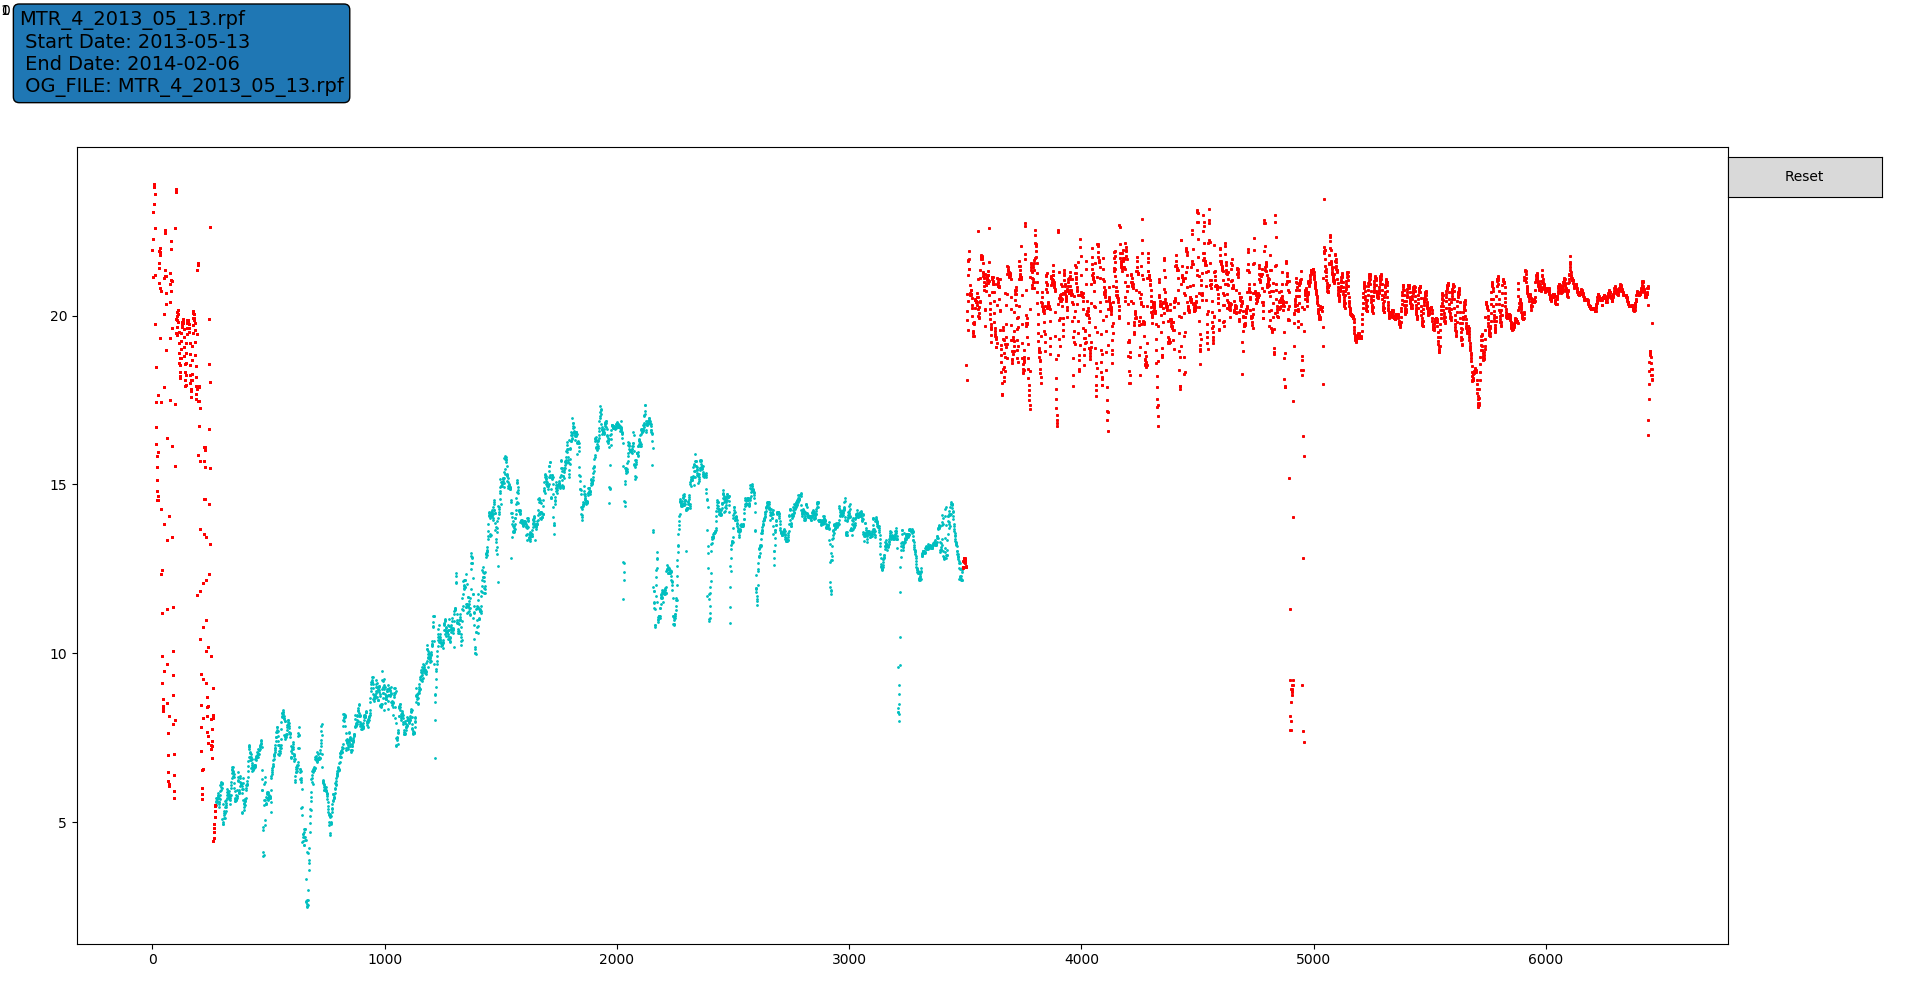 MTR_4_2013_05_13.rpf
Start Date: 2013-05-13
End Date: 2014-02-06
OG_FILE: MTR_4_2013_05_13.rpf
Reset
20
15
10
5
0 1000 2000 3000 4000 5000 6000